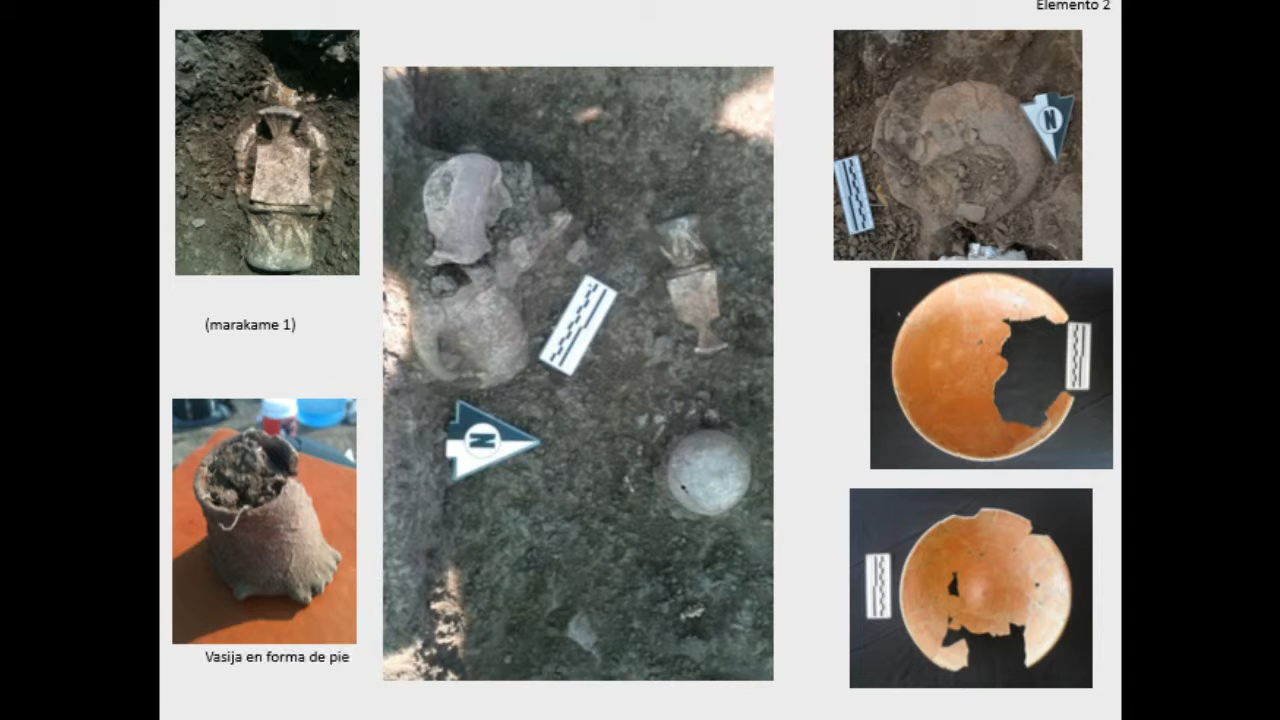 Elemento 2
(marakame 1)
N
N
Vasija en forma de pie